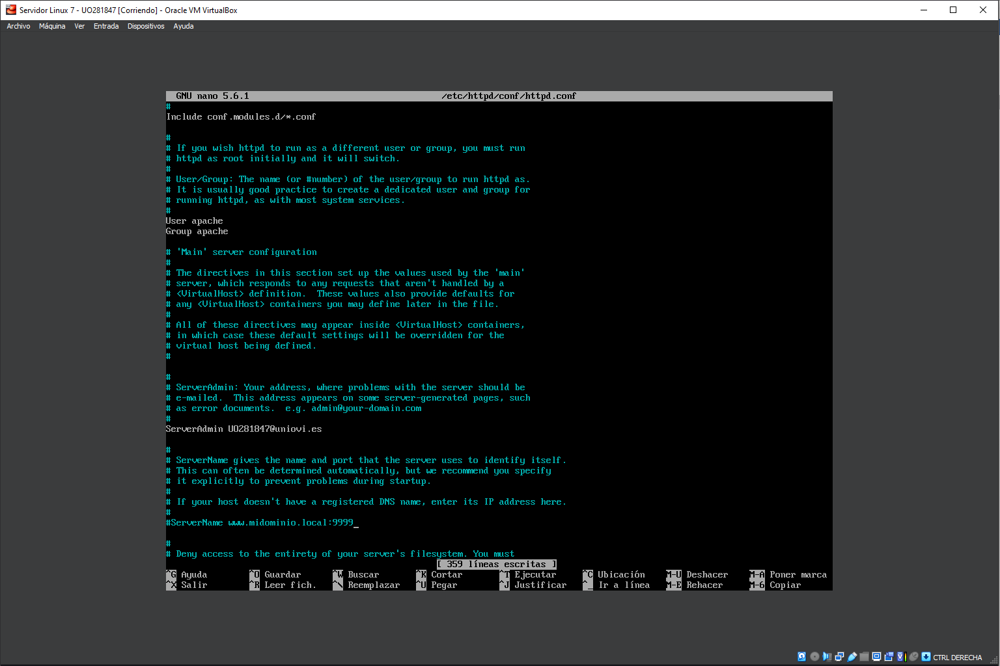 Servidor Linux 7 - UO281847 [Corriendo] - Oracle VM VirtualBox
Archivo Máquina Ver Entrada Dispositivos Ayuda
GNU nano 5.6.1 /etc/httpd/conf/httpd.conf
#
Include conf.modules.d/*.conf
#
# If you wish httpd to run as a different user or group, you must run
# httpd as root initially and it will switch.
#
# User/Group: The name (or #number) of the user/group to run httpd as.
# It is usually good practice to create a dedicated user and group for
# running httpd, as with most system services.
#
User apache
Group apache
# 'Main' server configuration
#
# The directives in this section set up the values used by the 'main'
# server, which responds to any requests that aren't handled by a
# <VirtualHost> definition.  These values also provide defaults for
# any <VirtualHost> containers you may define later in the file.
#
# All of these directives may appear inside <VirtualHost> containers,
# in which case these default settings will be overridden for the
# virtual host being defined.
#
#
# ServerAdmin: Your address, where problems with the server should be
# e-mailed.  This address appears on some server-generated pages, such
# as error documents.  e.g. admin@your-domain.com
#
ServerAdmin UO281847@uniovi.es
#
# ServerName gives the name and port that the server uses to identify itself.
# This can often be determined automatically, but we recommend you specify
# it explicitly to prevent problems during startup.
#
# If your host doesn't have a registered DNS name, enter its IP address here.
#
#ServerName www.midominio.local:9999_
#
# Deny access to the entirety of your server's filesystem. You must
[ 359 líneas escritas ]
^G Ayuda ^O Guardar ^W Buscar ^K Cortar ^T Ejecutar ^C Ubicación M-U Deshacer M-A Poner marca
^X Salir ^R Leer fich. ^\ Reemplazar ^U Pegar ^J Justificar ^_ Ir a línea M-E Rehacer M-6 Copiar
CTRL DERECHA